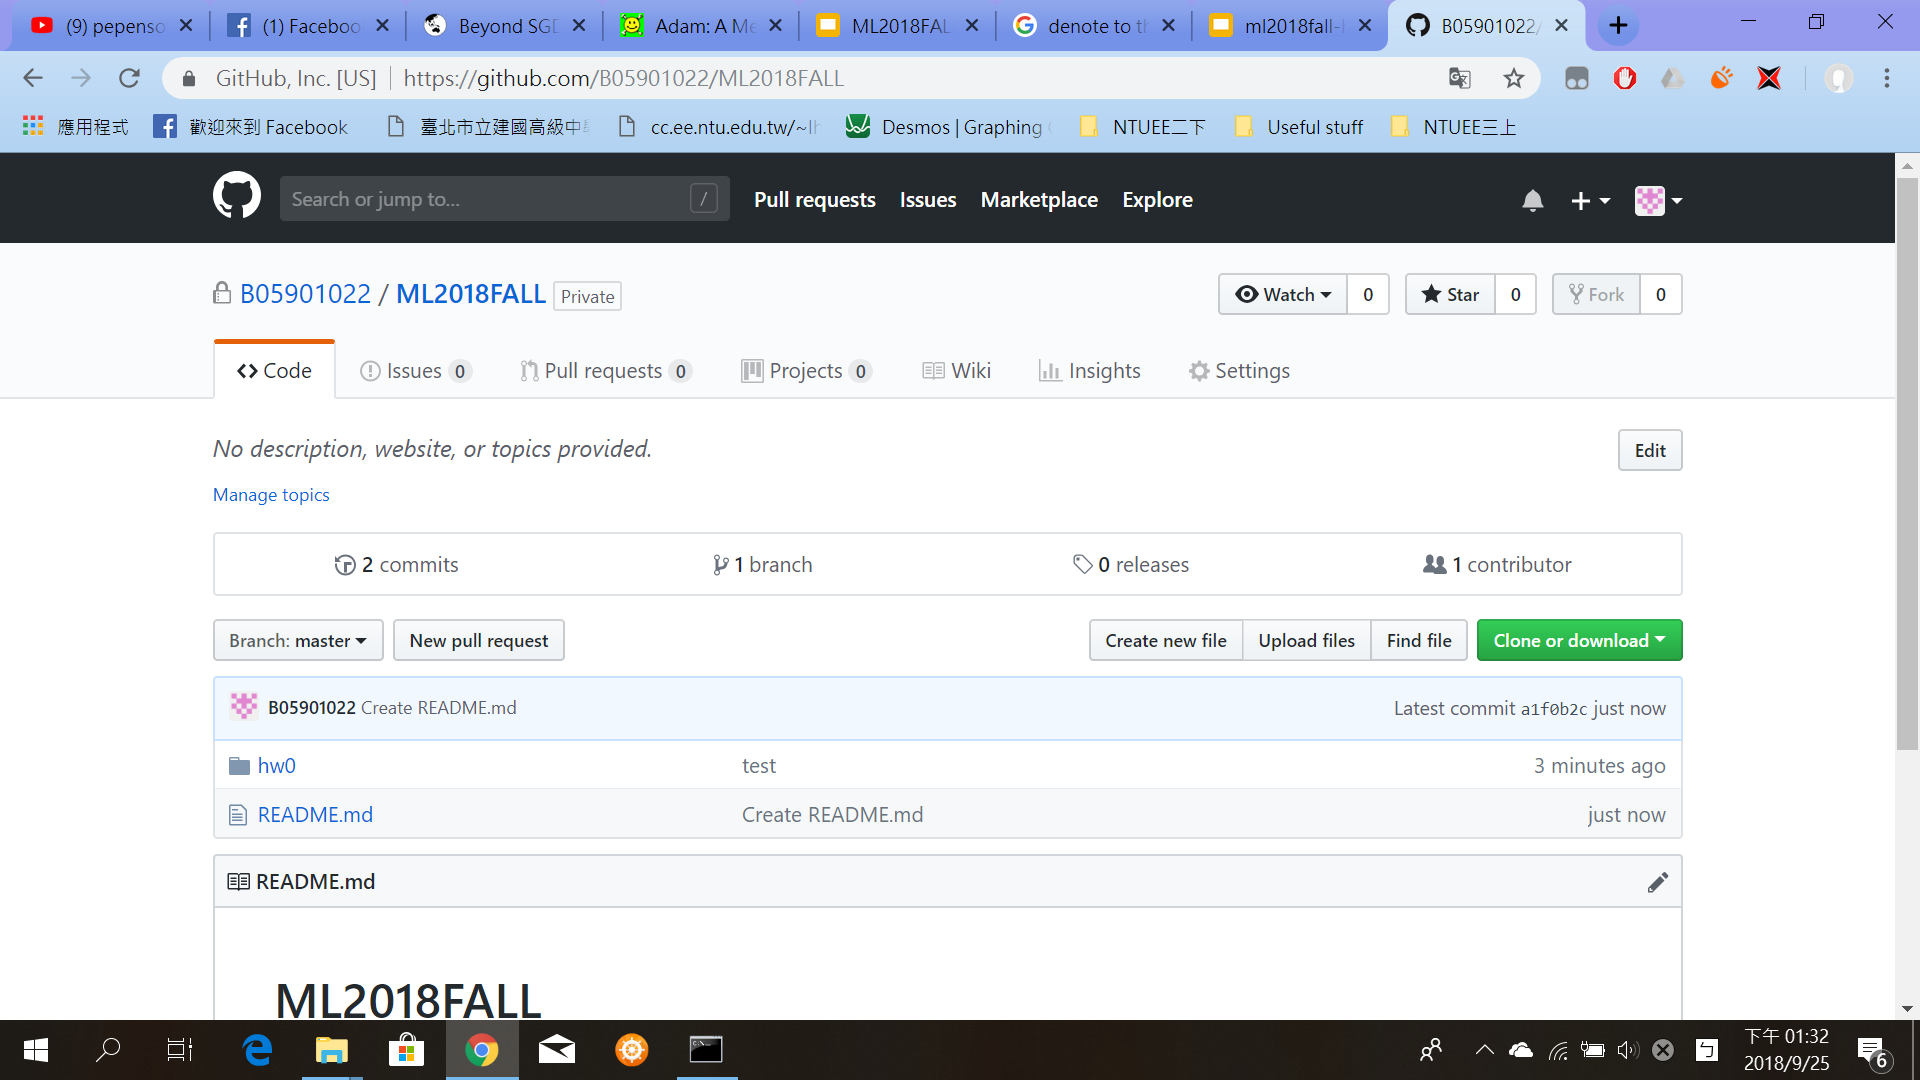 (9) pepenso
(1) Faceboo
Beyond SGD
Adam: A Me
ML2018FAL
denote to th
ml2018fall-
B05901022/
GitHub, Inc. [US] https://github.com/B05901022/ML2018FALL
應用程式
歡迎來到 Facebook
臺北市立建國高級中
cc.ee.ntu.edu.tw/~lh
Desmos | Graphing
NTUEE二下
Useful stuff
NTUEE三上
Search or jump to... /
Pull requests Issues Marketplace Explore
B05901022 / ML2018FALL Private
Watch 0
Star 0
Fork 0
Code
Issues 0
Pull requests 0
Projects 0
Wiki
Insights
Settings
No description, website, or topics provided.
Edit
Manage topics
2 commits
1 branch
0 releases
1 contributor
Branch: master
New pull request
Create new file
Upload files
Find file
Clone or download
B05901022 Create README.md
Latest commit a1f0b2c just now
hw0 test 3 minutes ago
README.md Create README.md just now
README.md
ML2018FALL
ㄅ
下午 01:32
2018/9/25
6